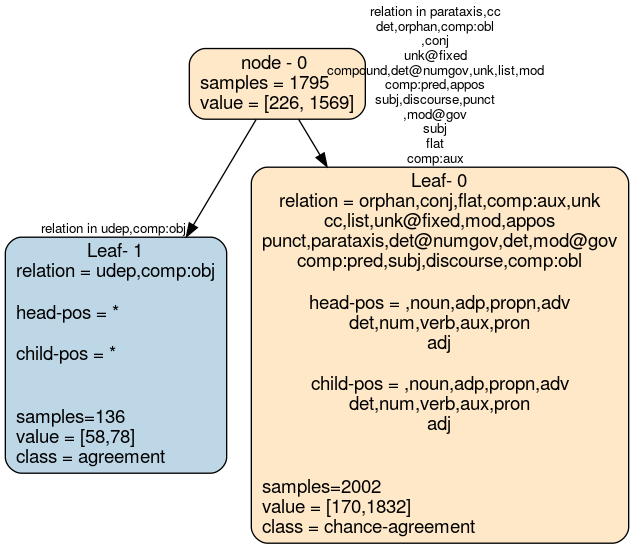 relation in parataxis,cc
det,orphan,comp:obl
,conj
unk@fixed
compound,det@numgov,unk,list,mod
comp:pred,appos
subj,discourse,punct
,mod@gov
subj
flat
comp:aux
node - 0
samples = 1795
value = [226, 1569]
relation in udep,comp:obj
Leaf- 1
relation = udep,comp:obj
head-pos = *
child-pos = *
samples=136
value = [58,78]
class = agreement
Leaf- 0
relation = orphan,conj,flat,comp:aux,unk
cc,list,unk@fixed,mod,appos
punct,parataxis,det@numgov,det,mod@gov
comp:pred,subj,discourse,comp:obl
head-pos = ,noun,adp,propn,adv
det,num,verb,aux,pron
adj
child-pos = ,noun,adp,propn,adv
det,num,verb,aux,pron
adj
samples=2002
value = [170,1832]
class = chance-agreement